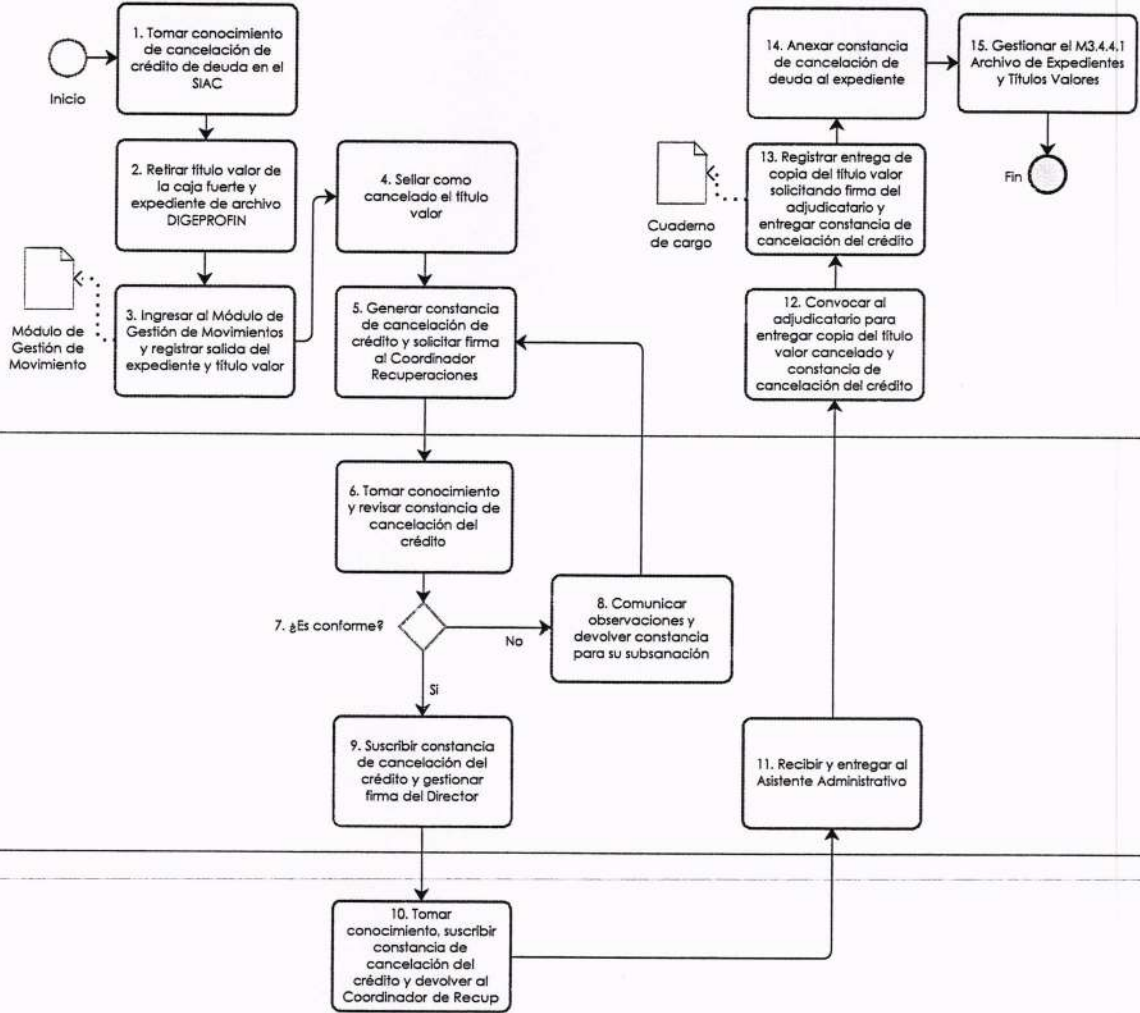 1. Tomar conocimiento
de cancelación de
crédito de deuda en el
SIAC
Inicio
2. Retirar título valor de
la caja fuerte y
expediente de archivo
DIGEPROFIN
Módulo de
Gestión de
Movimiento
3. Ingresar al Módulo de
Gestión de Movimientos
y registrar salida del
expediente y título valor
4. Sellar como
cancelado el título
valor
5. Generar constancia
de cancelación de
crédito y solicitar firma
al Coordinador
Recuperaciones
6. Tomar conocimiento
y revisar constancia de
cancelación del
crédito
7. ¿Es conforme?
No
8. Comunicar
observaciones y
devolver constancia
para su subsanación
Si
9. Suscribir constancia
de cancelación del
crédito y gestionar
firma del Director
10. Tomar
conocimiento, suscribir
constancia de
cancelación del
crédito y devolver al
Coordinador de Recup
11. Recibir y entregar al
Asistente Administrativo
12. Convocar al
adjudicatario para
entregar copia del título
valor cancelado y
constancia de
cancelación del crédito
13. Registrar entrega de
copia del título valor
solicitando firma del
adjudicatario y
entregar constancia de
cancelación del crédito
Cuaderno
de cargo
14. Anexar constancia
de cancelación de
deuda al expediente
15. Gestionar el M3.4.4.1
Archivo de Expedientes
y Títulos Valores
Fin